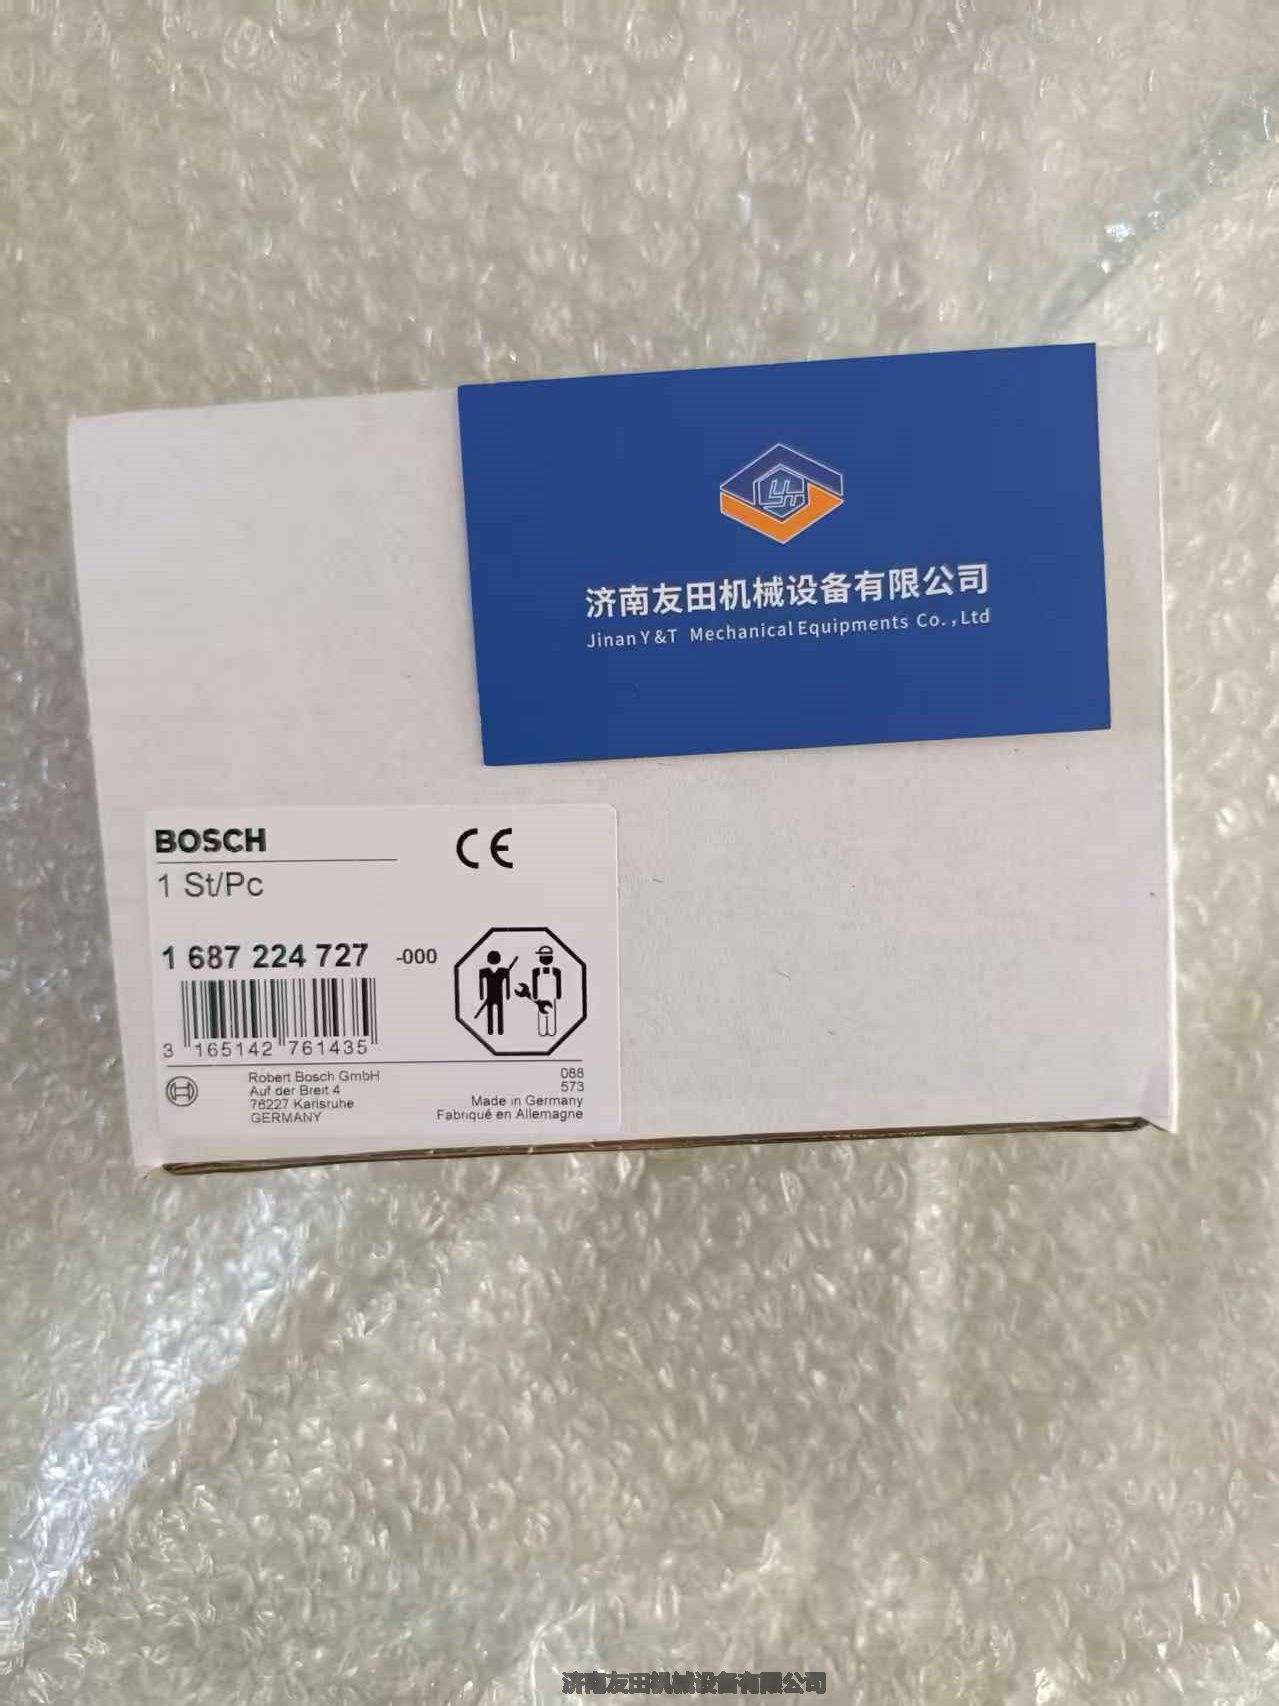 济南友田机械设备有限公司
Jinan Y&T Mechanical Equipments Co.,Ltd
BOSCH
CE
1 St/Pc
1 687 224 727 -000
3 165142 761435
Robert Bosch GmbH
Auf der Breit 4
76227 Karlsruhe
GERMANY
088
573
Made in Germany
Fabriqué en Allemagne
济南友田机械设备有限公司